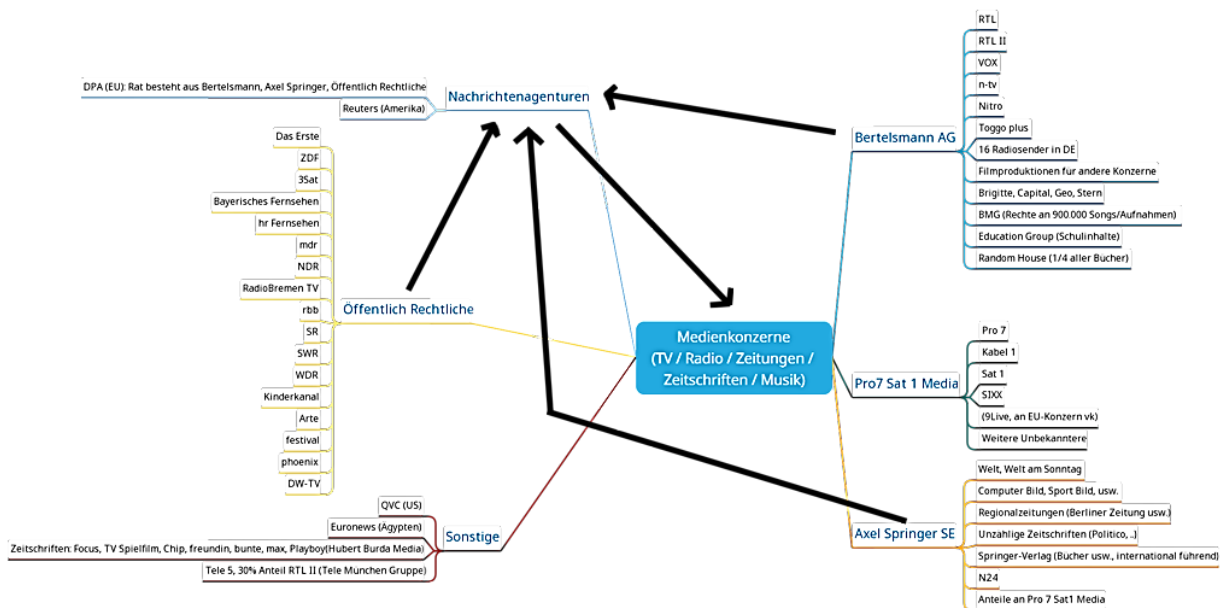 DPA (EU): Rat besteht aus Bertelsmann, Axel Springer, Öffentlich Rechtliche
Reuters (Amerika)
Nachrichtenagenturen
Das Erste
ZDF
3Sat
Bayerisches Fernsehen
hr Fernsehen
mdr
NDR
RadioBremen TV
rbb
SR
SWR
WDR
Kinderkanal
Arte
festival
phoenix
DW-TV
Öffentlich Rechtliche
QVC (US)
Euronews (Ägypten)
Zeitschriften: Focus, TV Spielfilm, Chip, freundin, bunte, max, Playboy(Hubert Burda Media)
Tele 5, 30% Anteil RTL II (Tele München Gruppe)
Sonstige
Medienkonzerne
(TV / Radio / Zeitungen /
Zeitschriften / Musik)
Bertelsmann AG
RTL
RTL II
VOX
n-tv
Nitro
Toggo plus
16 Radiosender in DE
Filmproduktionen für andere Konzerne
Brigitte, Capital, Geo, Stern
BMG (Rechte an 900.000 Songs/Aufnahmen)
Education Group (Schulinhalte)
Random House (1/4 aller Bücher)
Pro7 Sat 1 Media
Pro 7
Kabel 1
Sat 1
SIXX
(9Live, an EU-Konzern vk)
Weitere Unbekanntere
Axel Springer SE
Welt, Welt am Sonntag
Computer Bild, Sport Bild, usw.
Regionalzeitungen (Berliner Zeitung usw.)
Unzählige Zeitschriften (Politico, ..)
Springer-Verlag (Bücher usw., international führend)
N24
Anteile an Pro 7 Sat1 Media